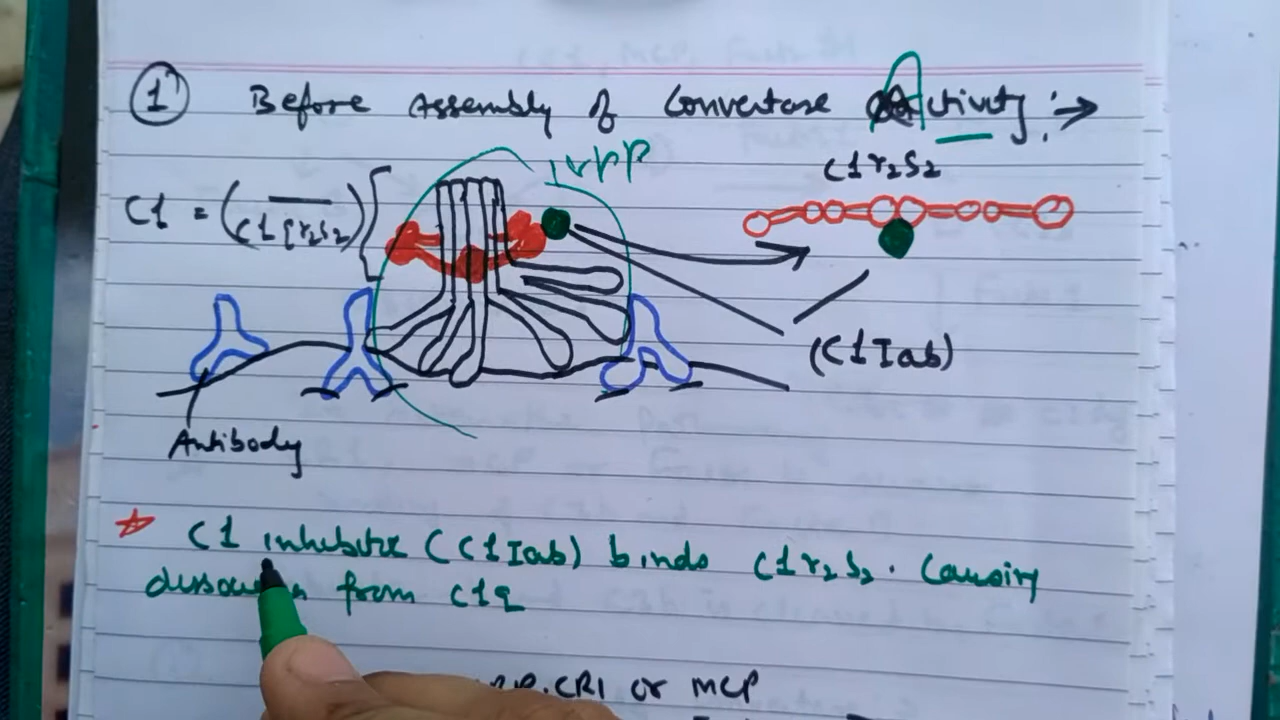 1 Before Assembly of Convertase Activity :→
C1r₂S₂
C1 = (C1qr₂s₂)
(C1Iab)
Antibody
C1 inhibitor (C1Iab) binds C1r₂S₂. Causing
from C1q
CR1 or MCP